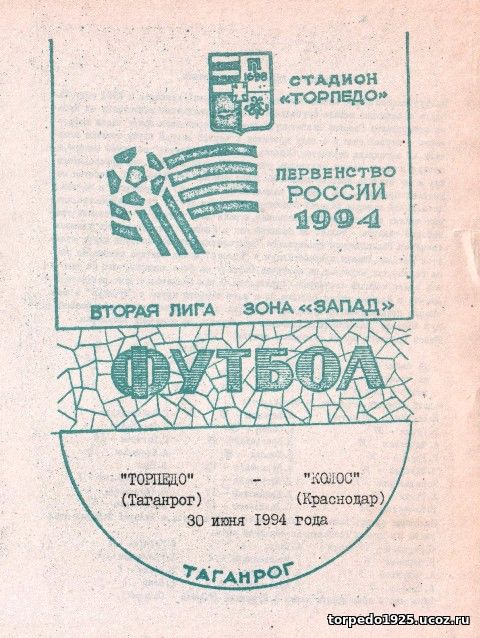 1698
СТАДИОН
«ТОРПЕДО»
ПЕРВЕНСТВО
РОССИИ
1994
ВТОРАЯ ЛИГА ЗОНА «ЗАПАД»
ФУТБОЛ
"ТОРПЕДО" - "КОЛОС"
(Таганрог) (Краснодар)
30 июня 1994 года
ТАГАНРОГ
torpedo1925.ucoz.ru